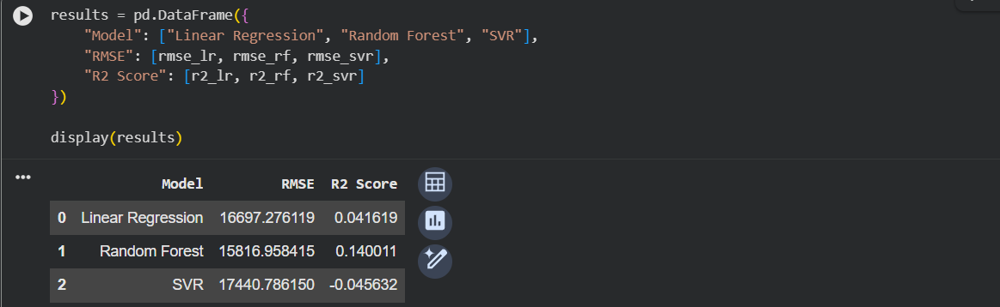 results = pd.DataFrame({
    "Model": ["Linear Regression", "Random Forest", "SVR"],
    "RMSE": [rmse_lr, rmse_rf, rmse_svr],
    "R2 Score": [r2_lr, r2_rf, r2_svr]
})
display(results)
Model RMSE R2 Score
0 Linear Regression 16697.276119 0.041619
1 Random Forest 15816.958415 0.140011
2 SVR 17440.786150 -0.045632